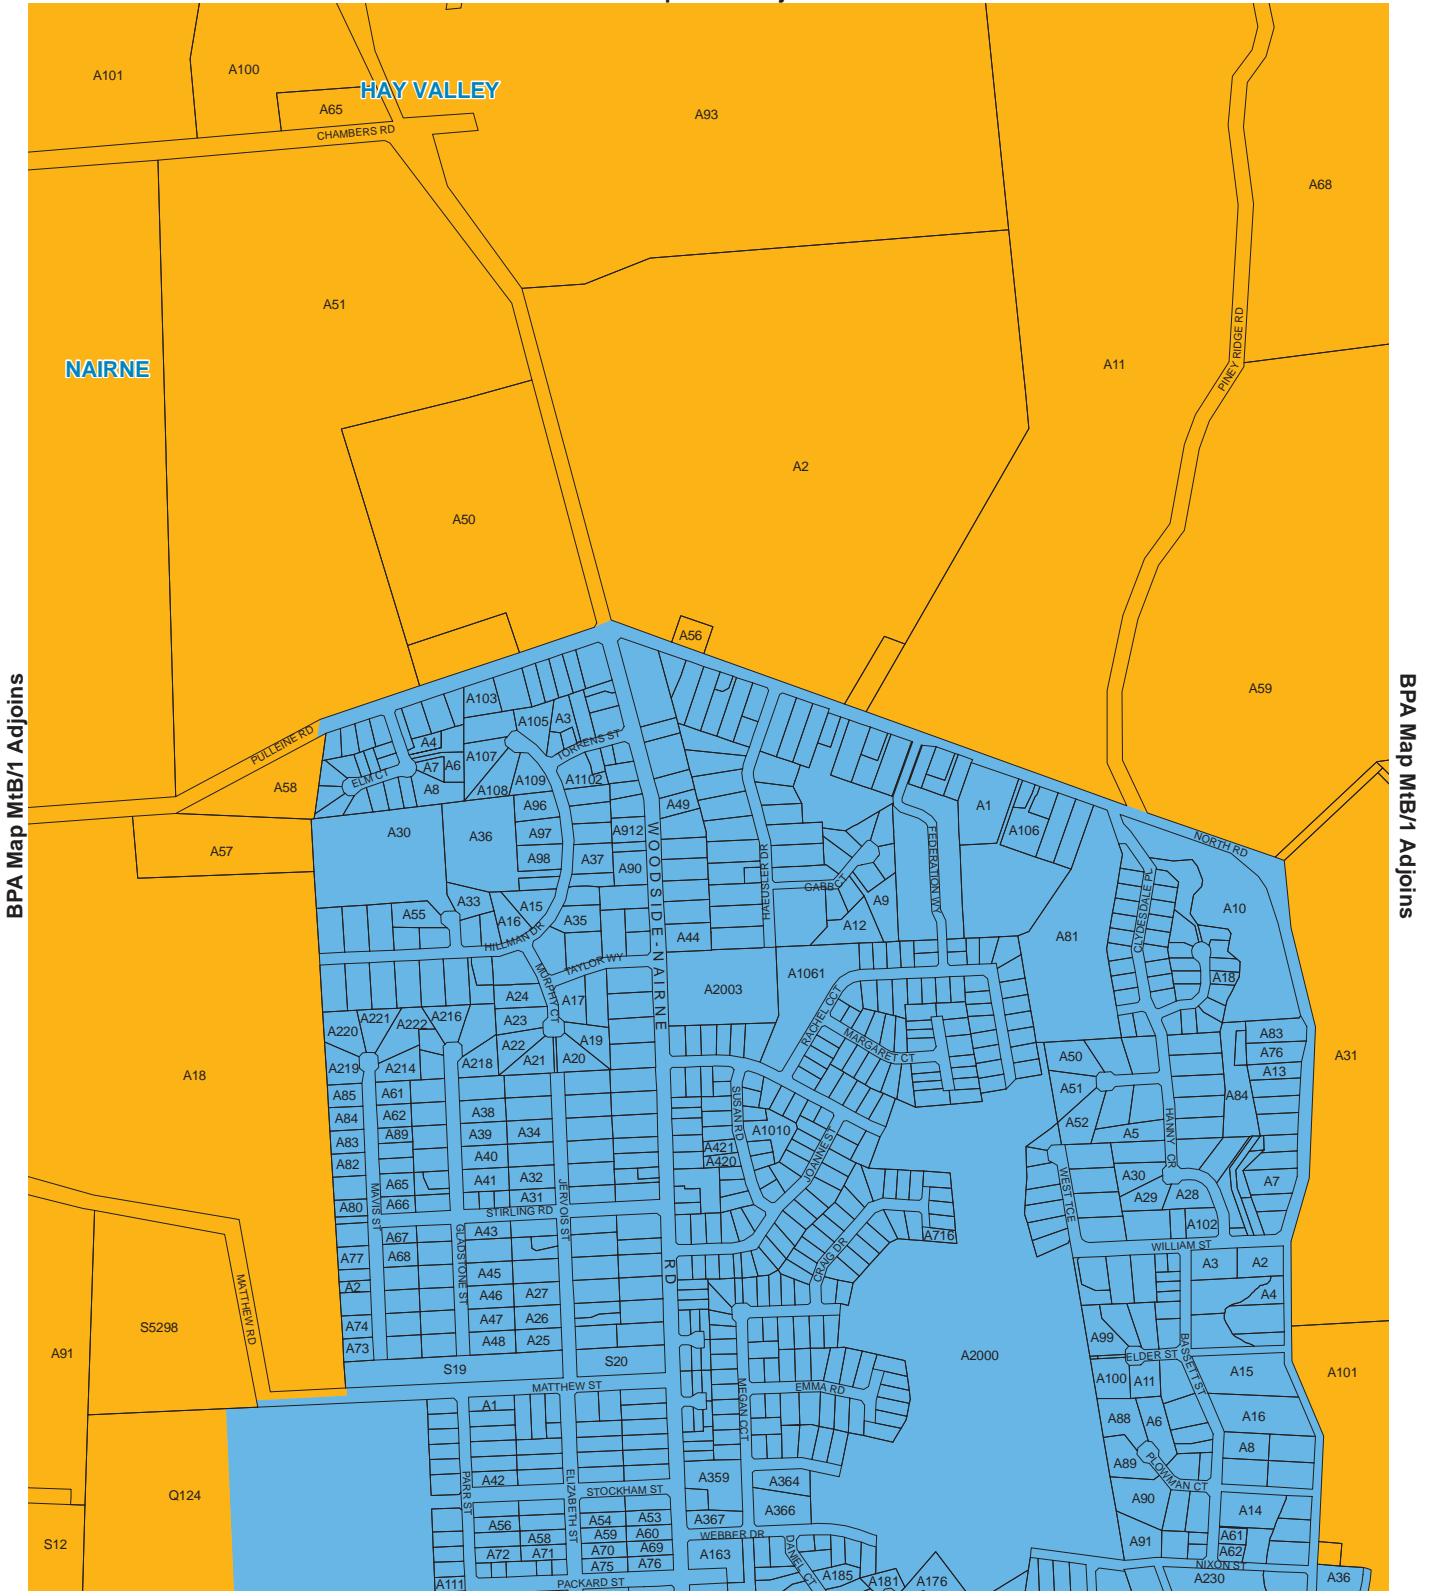 A101
A100
HAY VALLEY
A65
A93
CHAMBERS RD
A68
A51
PINEY RIDGE RD
NAIRNE
A11
A2
A50
A56
A59
BPA Map MtB/1 Adjoins
BPA Map MtB/1 Adjoins
A103
A105
A3
PULLEINE RD
TORRENS ST
A4
A107
A7
A6
ELM CT
A109
A1102
A58
A8
A108
A96
A49
A1
A30
A36
A97
A912
A106
NORTH RD
A57
A98
A37
A90
WOODSIDE-NAIRNE
RD
HAEUSLER DR
GABB CT
FEDERATION WY
CLYDESDALE PL
A33
A15
A9
A10
A55
A16
A35
A12
HILLMAN DR
A44
A81
TAYLOR WY
MURPHY CT
A1061
A18
A24
A17
A2003
A221
A222
A216
A220
A23
RACHEL CCT
A83
A22
A19
MARGARET CT
A50
A76
A31
A219
A214
A218
A21
A20
A13
A18
A85
A61
A51
A84
A84
A62
A38
SUSAN RD
A52
HANNY CR
A83
A89
A39
A34
A1010
A5
A82
A40
A421
A420
JOANNE ST
A65
A41
A32
A30
A7
A80
A66
A31
WEST TCE
A29
A28
MAVIS ST
STIRLING RD
JERVOIS ST
A102
A67
A43
A716
WILLIAM ST
A77
A68
GLADSTONE ST
CRAIG DR
A3
A2
A2
A45
A46
A27
A4
MATTHEW RD
A74
A47
A26
S5298
A73
A48
A25
A99
A91
S19
S20
A2000
ELDER ST
BASSETT ST
MATTHEW ST
EMMA RD
A100
A11
A15
A101
A1
MEGAN CCT
A88
A6
A16
A8
A42
A359
A364
A89
PLOWMAN CT
Q124
PARR ST
ELIZABETH ST
STOCKHAM ST
A366
A90
A14
A56
A54
A53
A367
S12
A58
A59
A60
WEBBER DR
A91
A61
A72
A71
A70
A69
A163
DANIEL CT
A62
A75
A76
NIXON ST
A111
PACKARD ST
A185
A181
A176
A230
A36